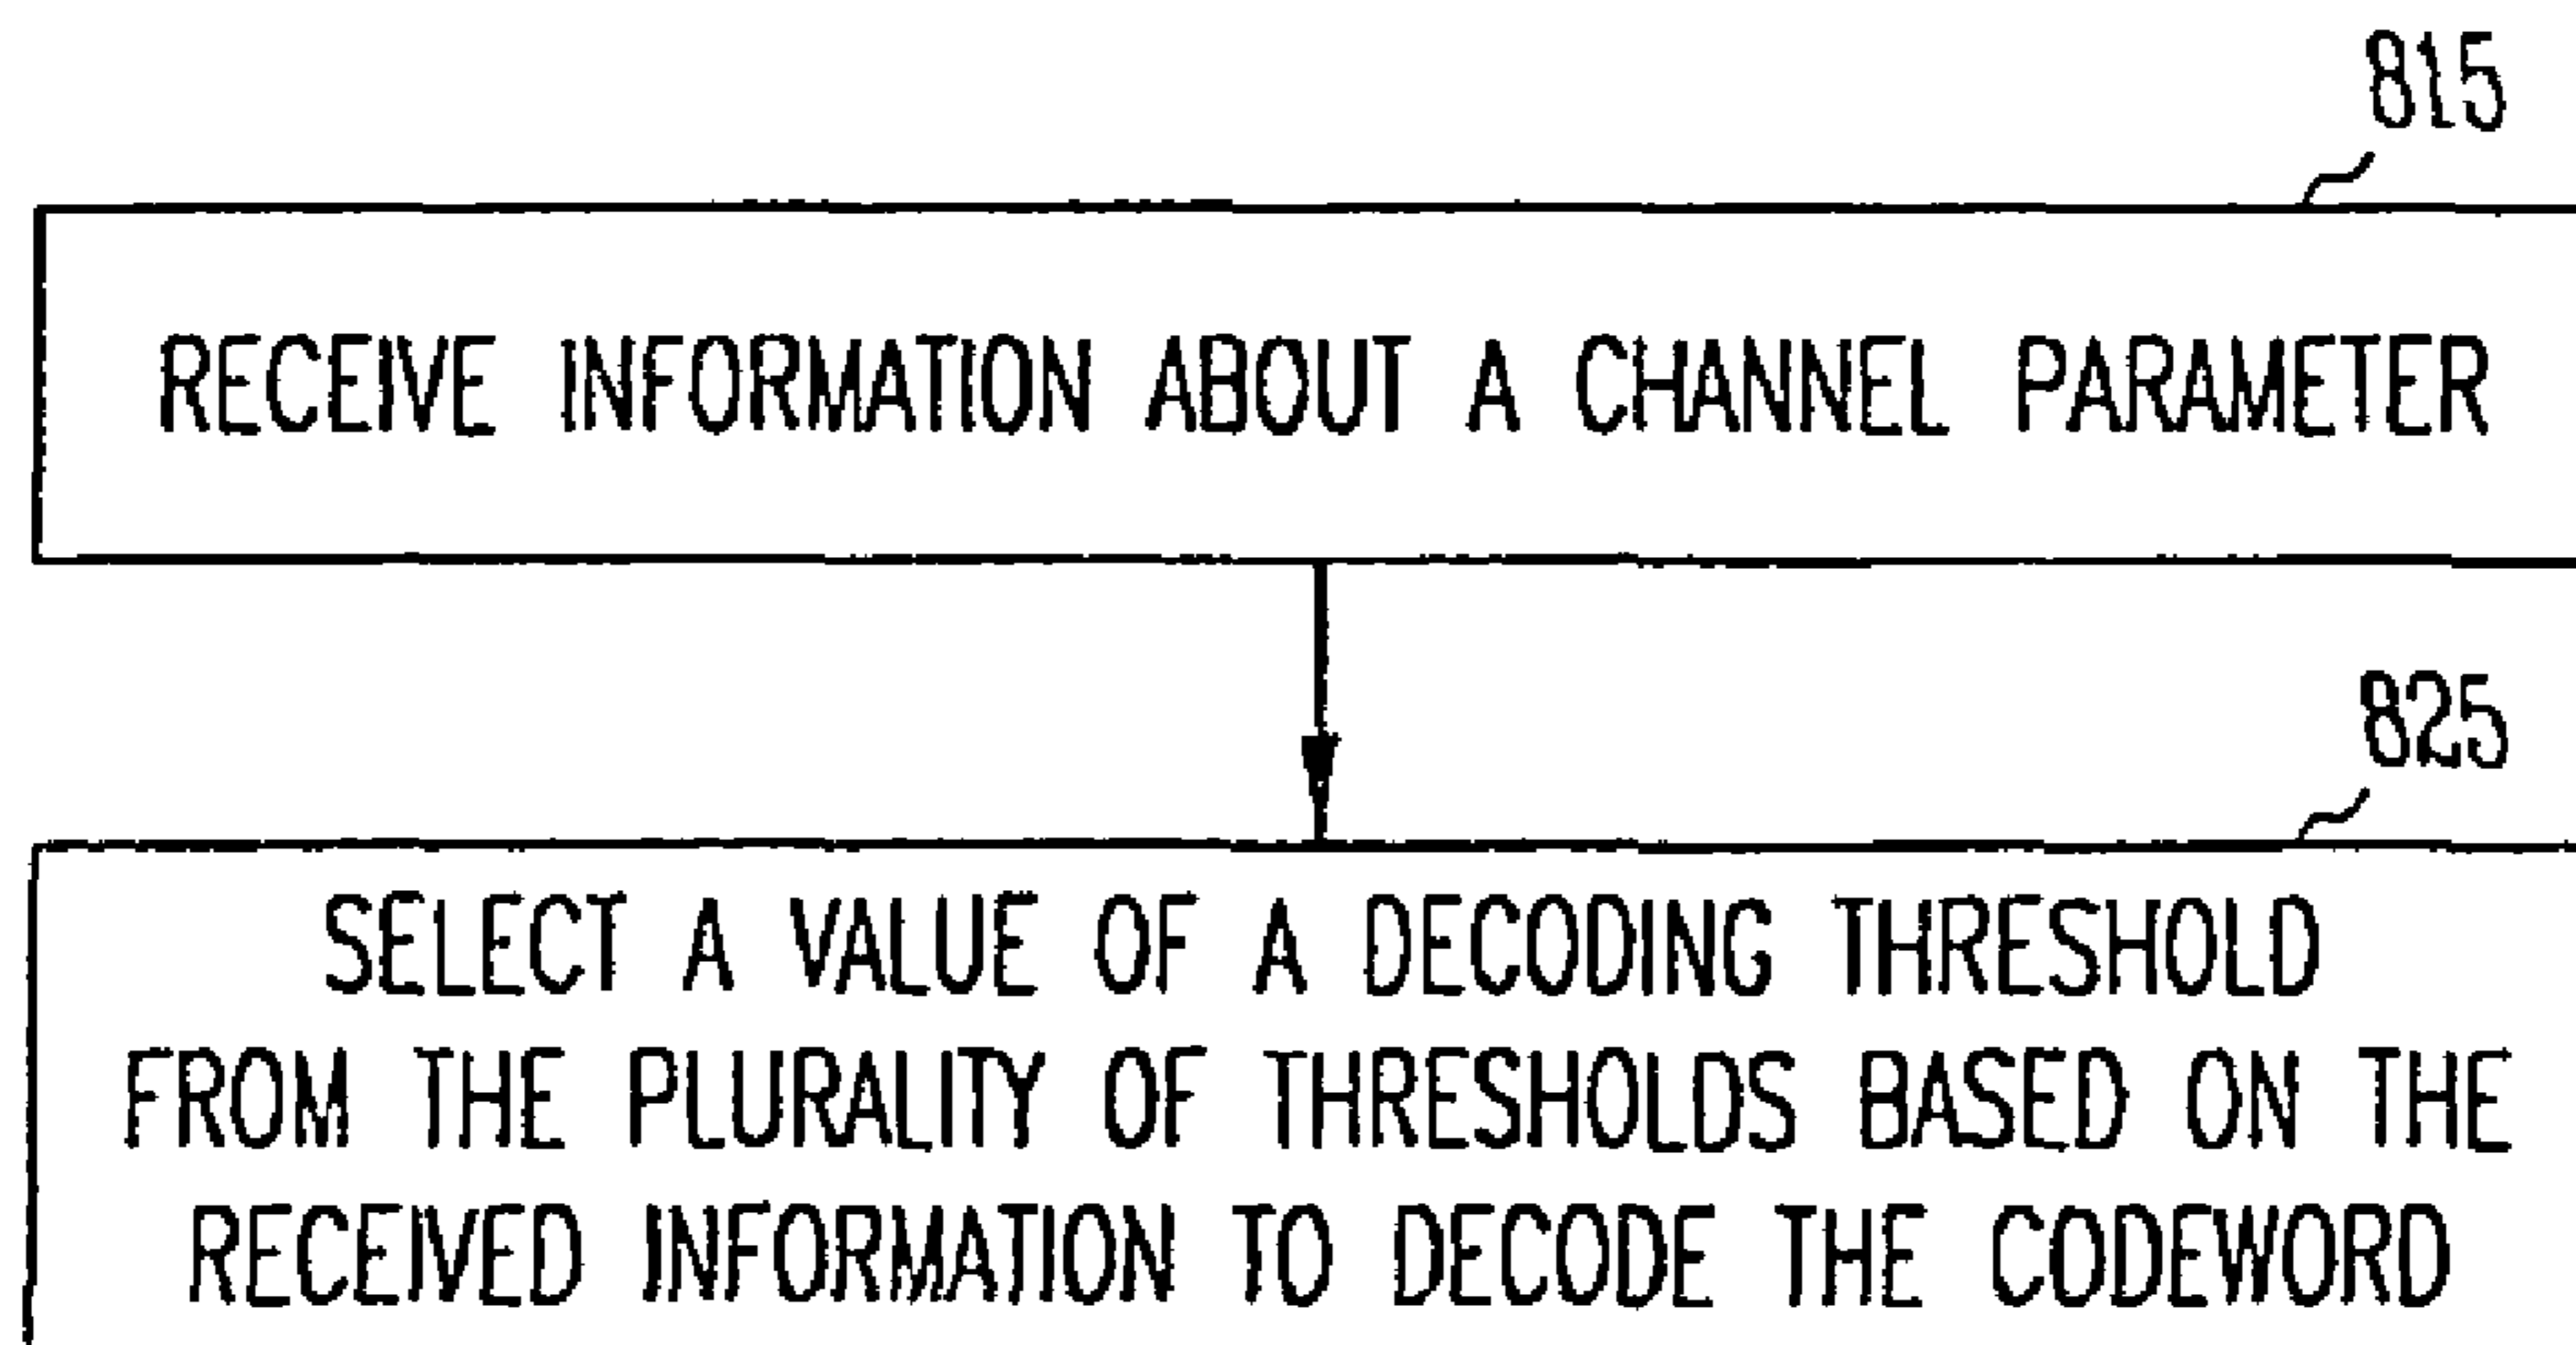 815
RECEIVE INFORMATION ABOUT A CHANNEL PARAMETER
825
SELECT A VALUE OF A DECODING THRESHOLD
FROM THE PLURALITY OF THRESHOLDS BASED ON THE
RECEIVED INFORMATION TO DECODE THE CODEWORD